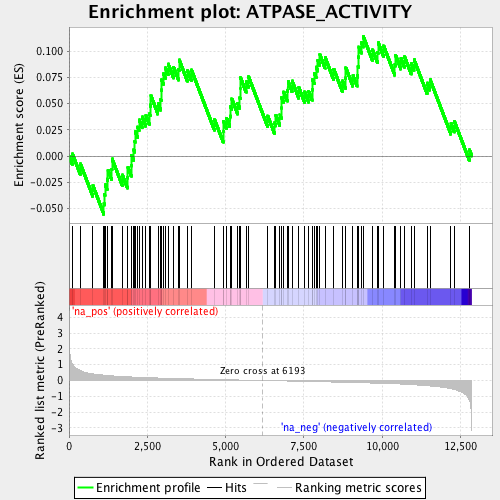 Enrichment plot: ATPASE_ACTIVITY
Enrichment score (ES)
0.100
0.075
0.050
0.025
0.000
-0.025
-0.050
'na_pos' (positively correlated)
Ranked list metric (PreRanked)
4
3
2
1
0
-1
-2
-3
Zero cross at 6193
'na_neg' (negatively correlated)
0
2,500
5,000
7,500
10,000
12,500
Rank in Ordered Dataset
Enrichment profile
Hits
Ranking metric scores